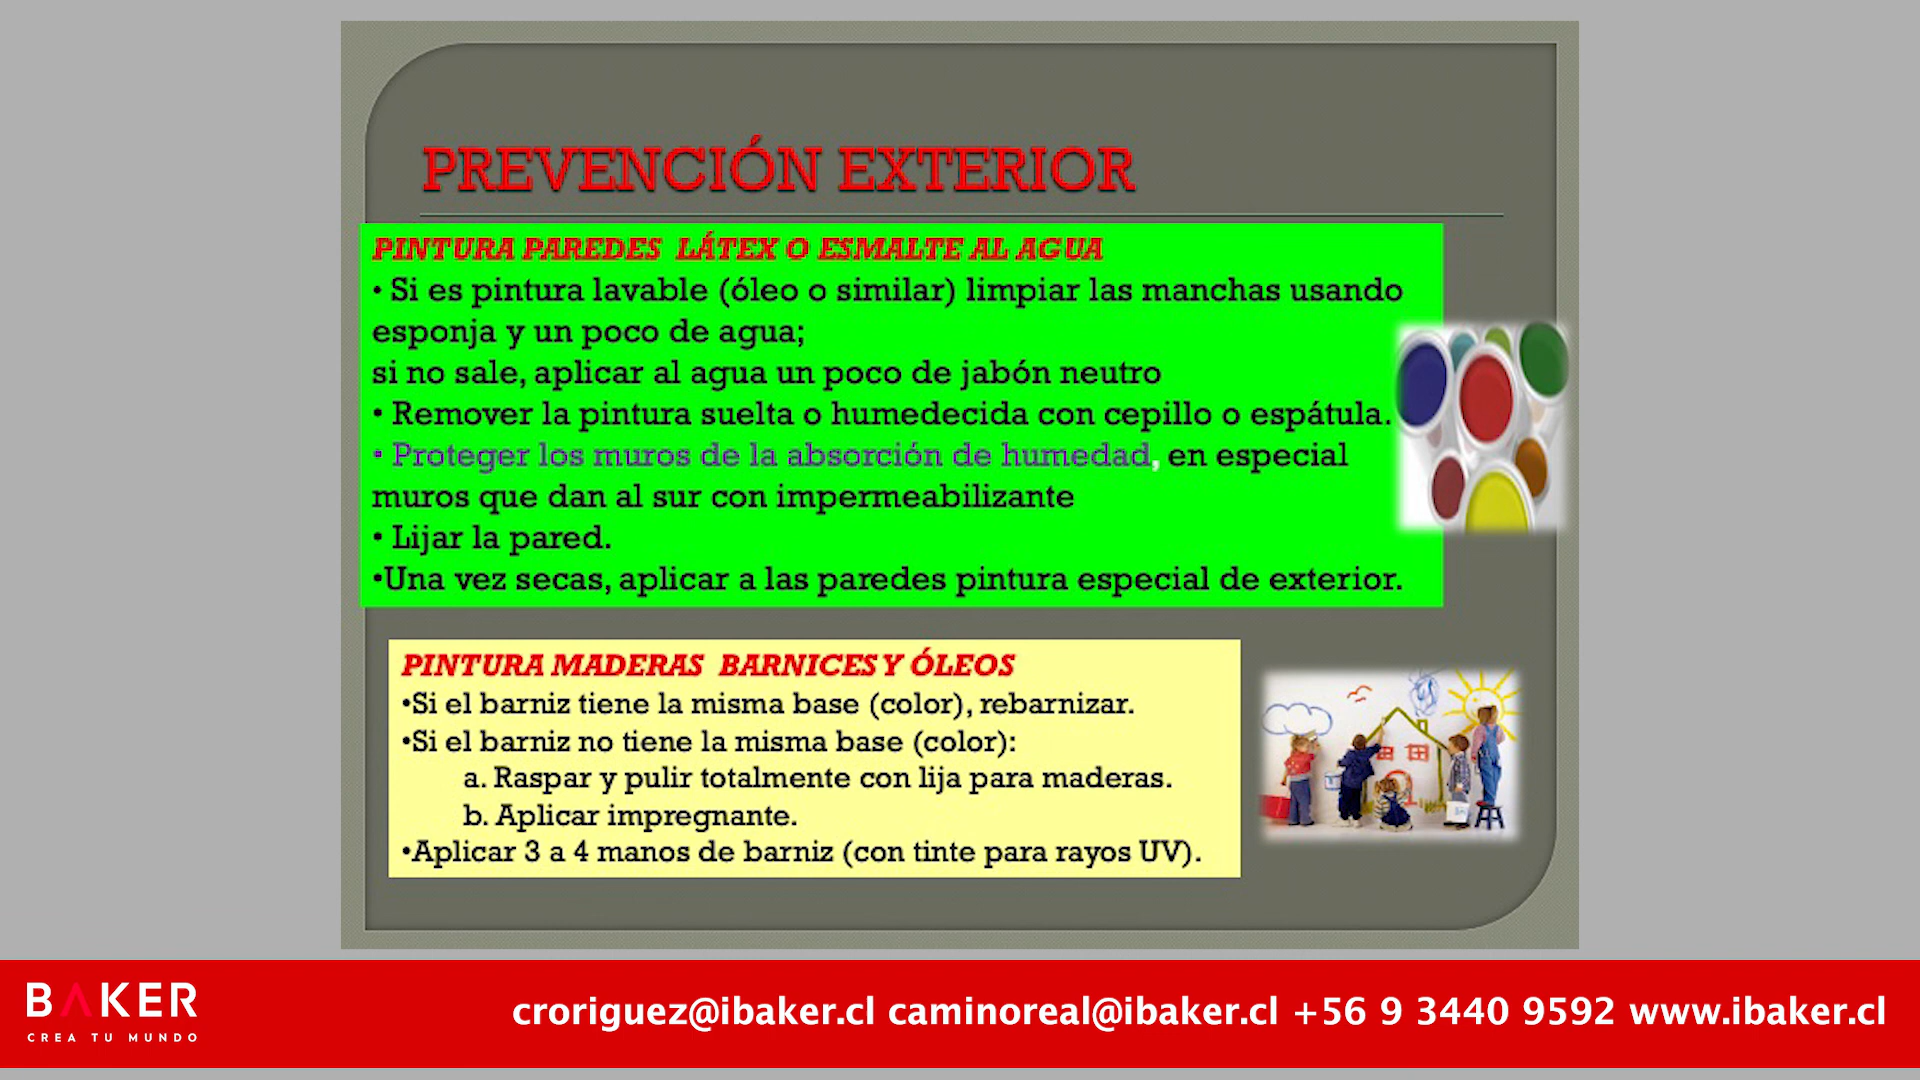 PREVENCIÓN EXTERIOR
PINTURA PAREDES LÁTEX O ESMALTE AL AGUA
• Si es pintura lavable (óleo o similar) limpiar las manchas usando
esponja y un poco de agua;
si no sale, aplicar al agua un poco de jabón neutro
• Remover la pintura suelta o humedecida con cepillo o espátula.
• Proteger los muros de la absorción de humedad, en especial
muros que dan al sur con impermeabilizante
• Lijar la pared.
•Una vez secas, aplicar a las paredes pintura especial de exterior.
PINTURA MADERAS BARNICES Y ÓLEOS
•Si el barniz tiene la misma base (color), rebarnizar.
•Si el barniz no tiene la misma base (color):
a. Raspar y pulir totalmente con lija para maderas.
b. Aplicar impregnante.
•Aplicar 3 a 4 manos de barniz (con tinte para rayos UV).
BAKER
CREA TU MUNDO
croriguez@ibaker.cl caminoreal@ibaker.cl +56 9 3440 9592 www.ibaker.cl